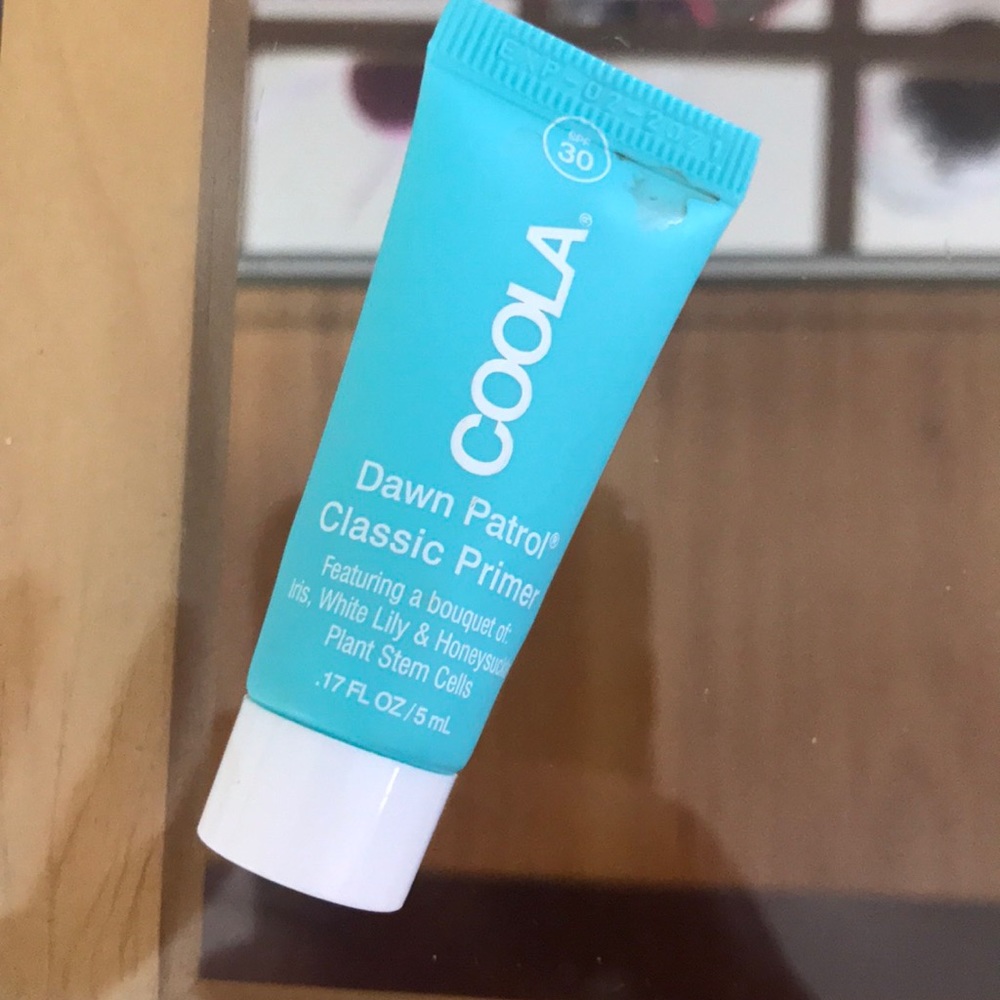 EXP-02-2021
SPF
30
COOLA®
Dawn Patrol®
Classic Primer
Featuring a bouquet of:
Iris, White Lily & Honeysuckle
Plant Stem Cells
.17 FL OZ / 5 mL